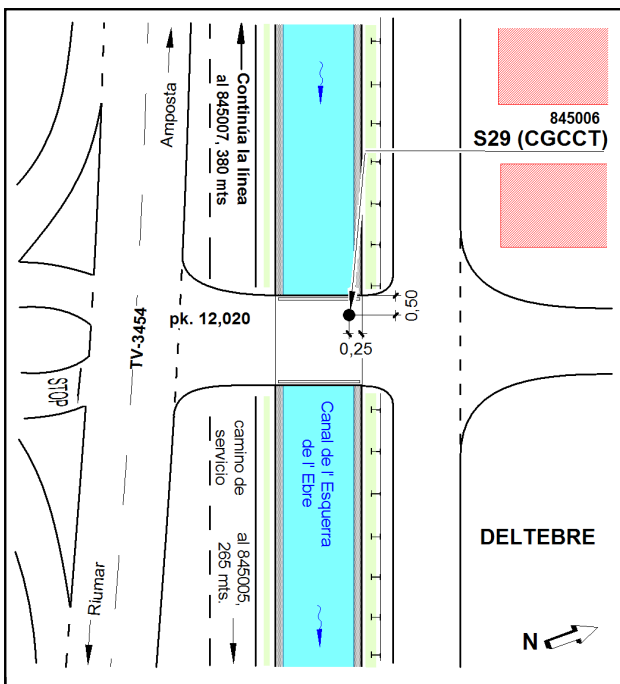 Amposta
Continúa la línea
al 845007, 380 mts
845006
S29 (CGCCT)
0,50
pk. 12,020
0,25
TV-3454
STOP
Canal de l' Esquerra
de l' Ebre
camino de
servicio
al 845005,
265 mts.
DELTEBRE
Riumar
N